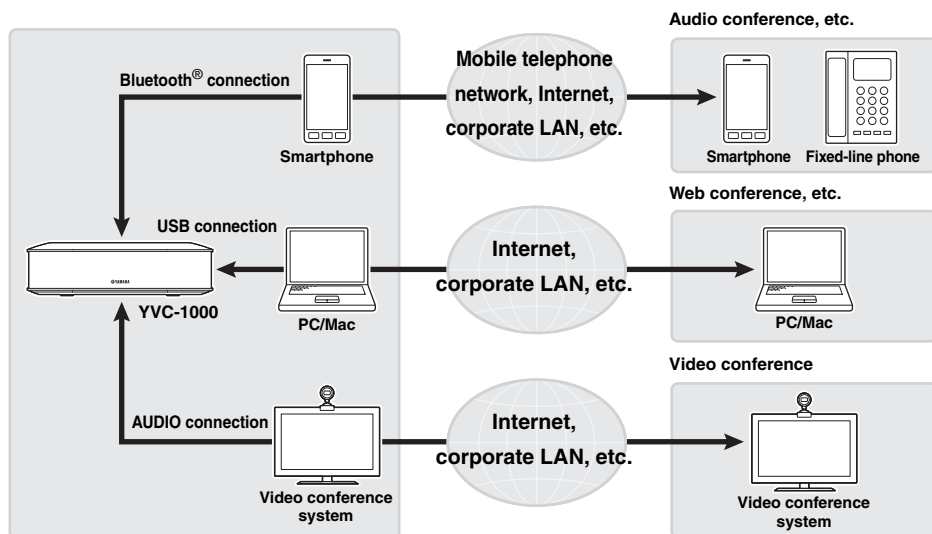 Audio conference, etc.
Bluetooth® connection
Mobile telephone
network, Internet,
corporate LAN, etc.
Smartphone
Smartphone
Fixed-line phone
Web conference, etc.
USB connection
Internet,
corporate LAN, etc.
YAMAHA
YVC-1000
PC/Mac
PC/Mac
Video conference
AUDIO connection
Internet,
corporate LAN, etc.
Video conference
system
Video conference
system